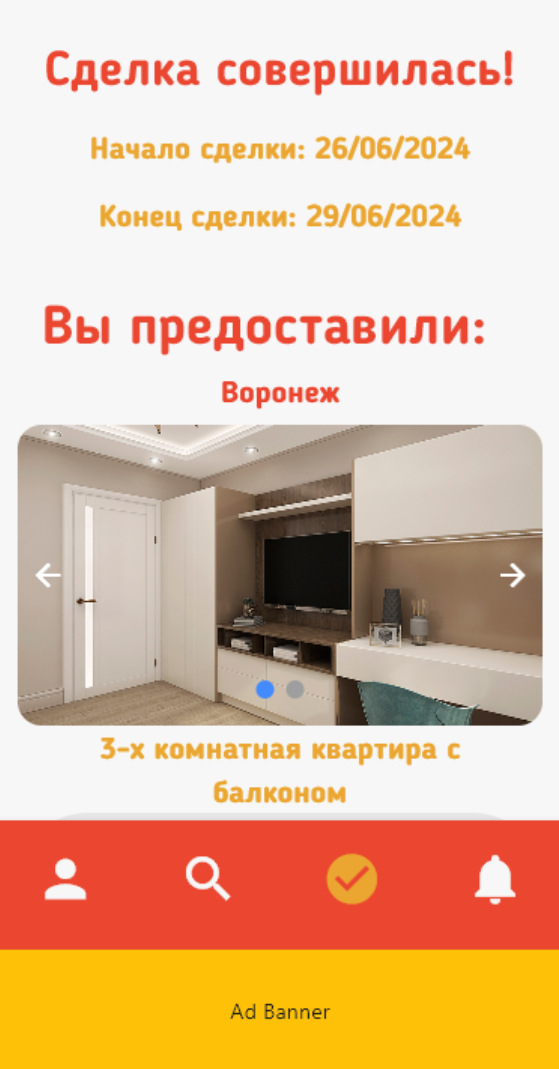 Сделка совершилась!
Начало сделки: 26/06/2024
Конец сделки: 29/06/2024
Вы предоставили:
Воронеж
3-х комнатная квартира с
балконом
Ad Banner